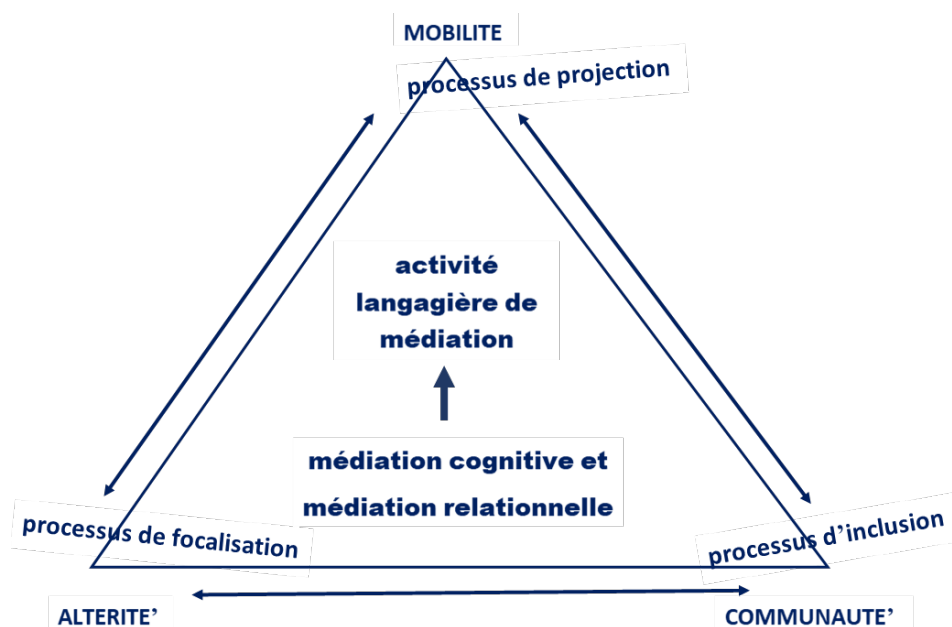 MOBILITE
processus de projection
activité
langagière de
médiation
médiation cognitive et
médiation relationnelle
processus de focalisation
processus d’inclusion
ALTERITE’
COMMUNAUTE’